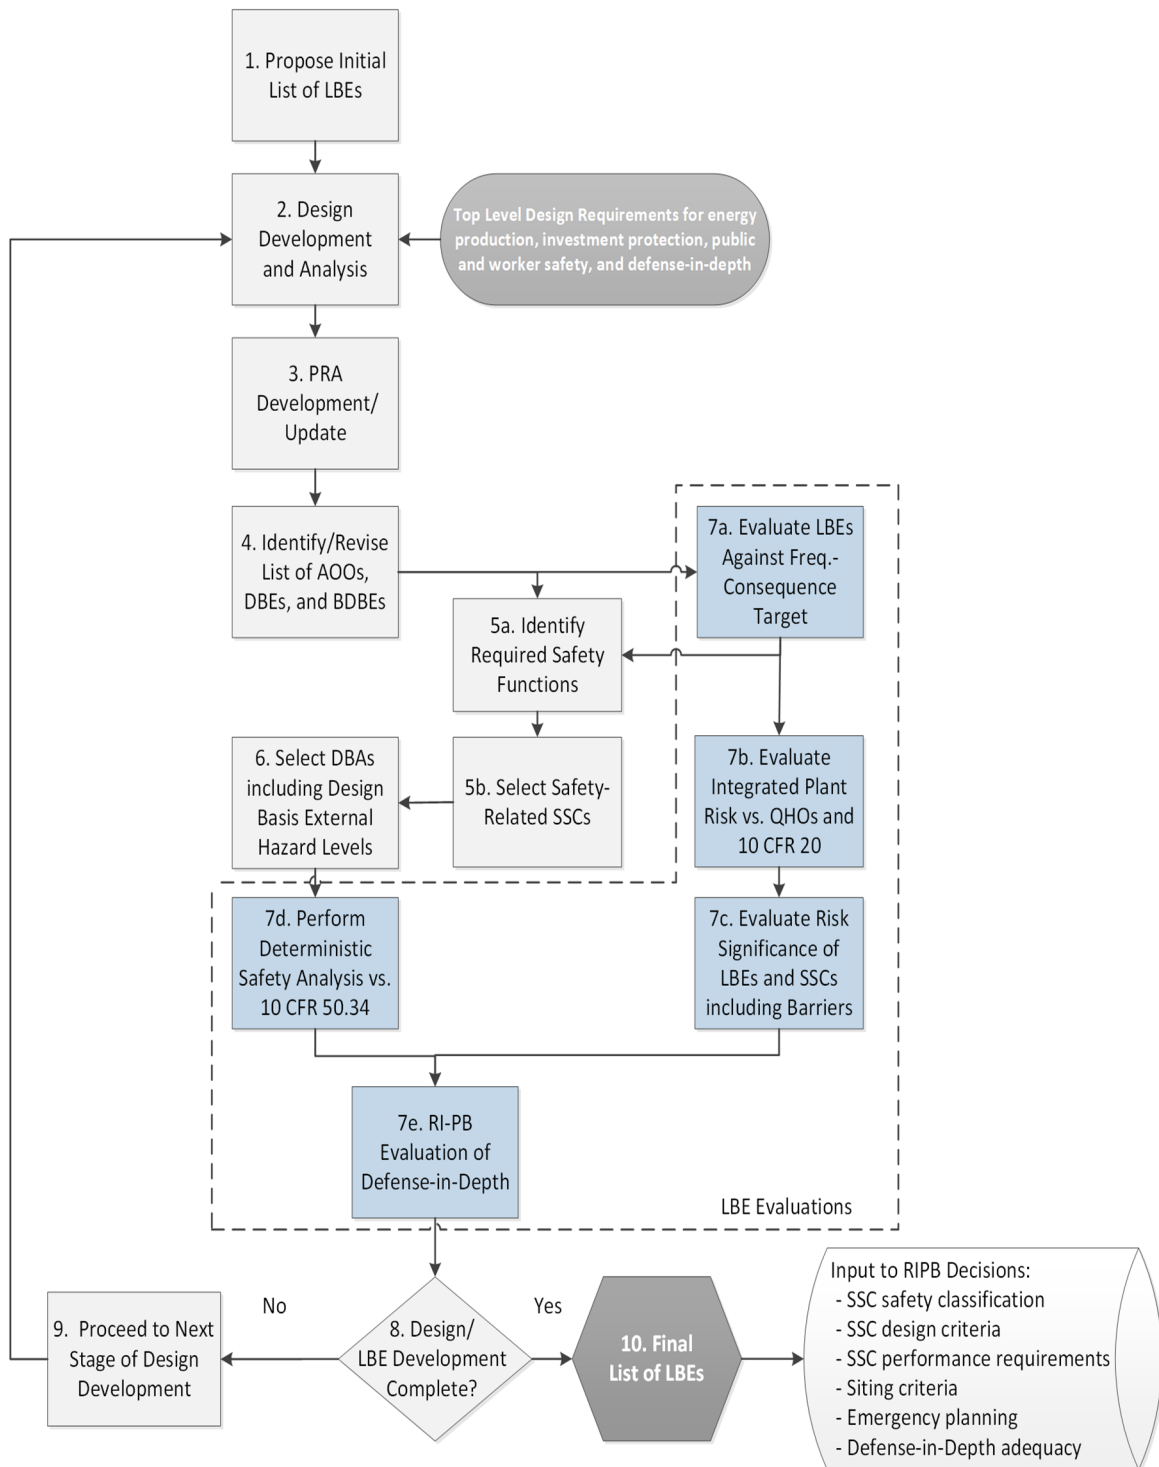 1. Propose Initial
List of LBEs
2. Design
Development
and Analysis
Top Level Design Requirements for energy
production, investment protection, public
and worker safety, and defense-in-depth
3. PRA
Development/
Update
4. Identify/Revise
List of AOOs,
DBEs, and BDBEs
7a. Evaluate LBEs
Against Freq.-
Consequence
Target
5a. Identify
Required Safety
Functions
6. Select DBAs
including Design
Basis External
Hazard Levels
5b. Select Safety-
Related SSCs
7b. Evaluate
Integrated Plant
Risk vs. QHOs and
10 CFR 20
7d. Perform
Deterministic
Safety Analysis vs.
10 CFR 50.34
7c. Evaluate Risk
Significance of
LBEs and SSCs
including Barriers
7e. RI-PB
Evaluation of
Defense-in-Depth
LBE Evaluations
No
Yes
9. Proceed to Next
Stage of Design
Development
8. Design/
LBE Development
Complete?
10. Final
List of LBEs
Input to RIPB Decisions:
- SSC safety classification
- SSC design criteria
- SSC performance requirements
- Siting criteria
- Emergency planning
- Defense-in-Depth adequacy